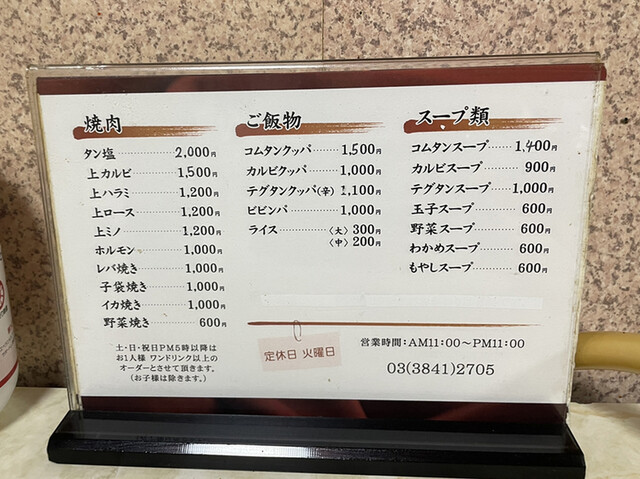 焼肉
タン塩 2,000円
上カルビ 1,500円
上ハラミ 1,200円
上ロース 1,200円
上ミノ 1,200円
ホルモン 1,000円
レバ焼き 1,000円
子袋焼き 1,000円
イカ焼き 1,000円
野菜焼き 600円
土・日・祝日PM5時以降は
お1人様 ワンドリンク以上の
オーダーとさせて頂きます。
(お子様は除きます。)
ご飯物
コムタンクッパ 1,500円
カルビクッパ 1,000円
テグタンクッパ(辛) 1,100円
ビビンバ 1,000円
ライス 〈大〉 300円
〈中〉 200円
スープ類
コムタンスープ 1,400円
カルビスープ 900円
テグタンスープ 1,000円
玉子スープ 600円
野菜スープ 600円
わかめスープ 600円
もやしスープ 600円
定休日 火曜日
営業時間:AM11:00～PM11:00
03(3841)2705